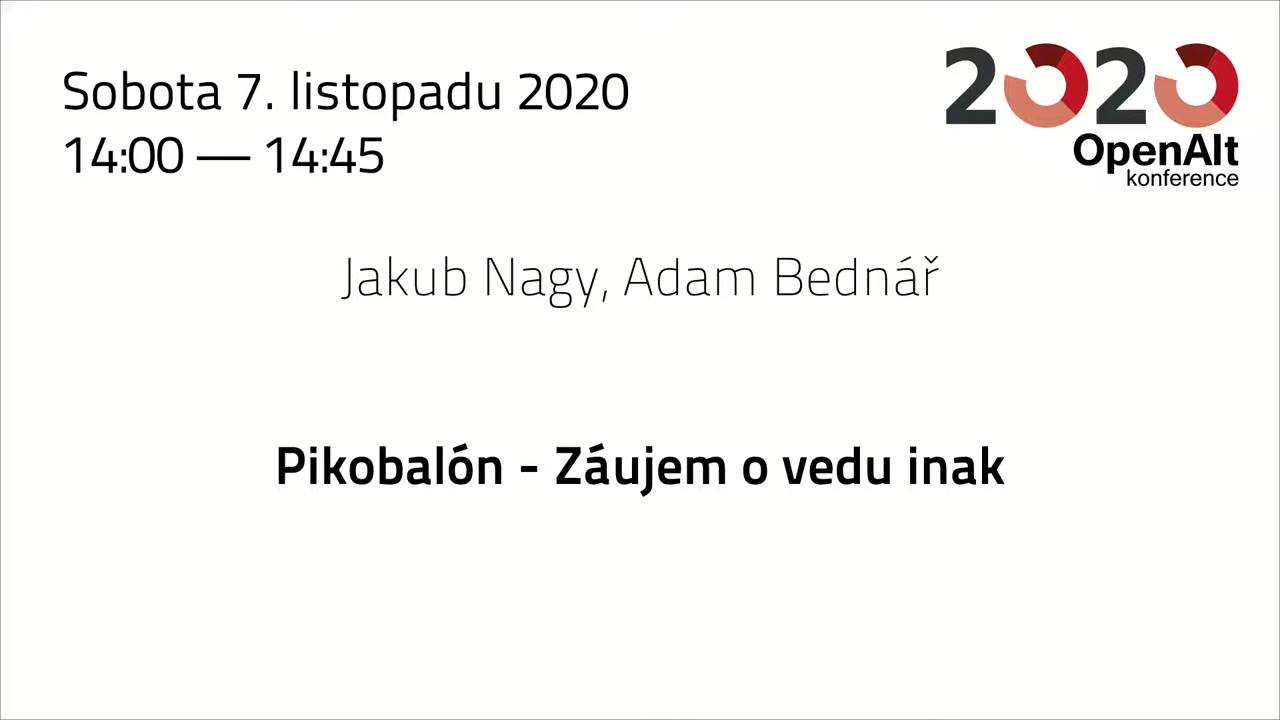 Sobota 7. listopadu 2020
14:00 — 14:45
2020
OpenAlt
konference
Jakub Nagy, Adam Bednář
Pikobalón - Záujem o vedu inak